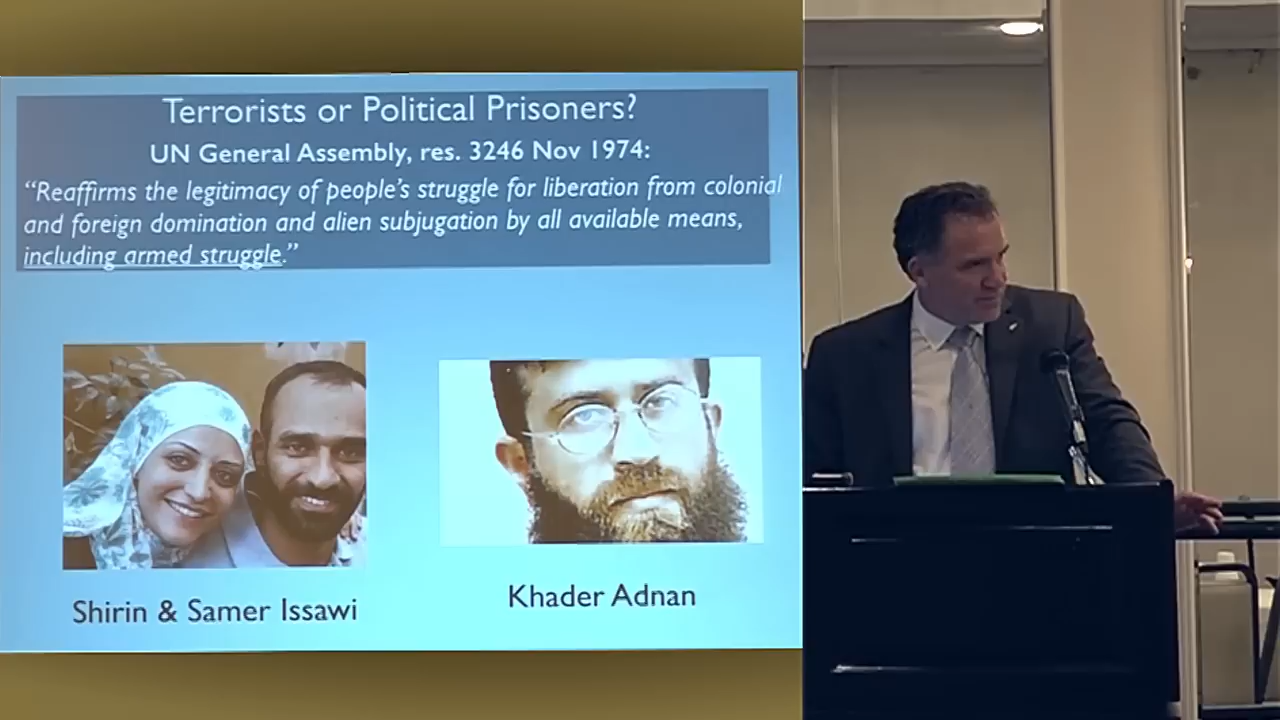 Terrorists or Political Prisoners?
UN General Assembly, res. 3246 Nov 1974:
“Reaffirms the legitimacy of people’s struggle for liberation from colonial
and foreign domination and alien subjugation by all available means,
including armed struggle.”
Shirin & Samer Issawi
Khader Adnan